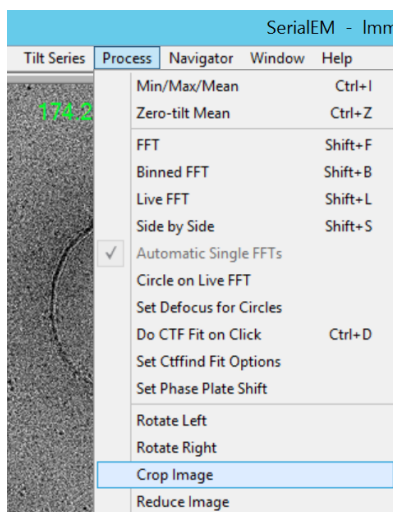 SerialEM - Imm
Tilt Series Process Navigator Window Help
174.2
Min/Max/Mean Ctrl+I
Zero-tilt Mean Ctrl+Z
FFT Shift+F
Binned FFT Shift+B
Live FFT Shift+L
Side by Side Shift+S
Automatic Single FFTs
Circle on Live FFT
Set Defocus for Circles
Do CTF Fit on Click Ctrl+D
Set Ctffind Fit Options
Set Phase Plate Shift
Rotate Left
Rotate Right
Crop Image
Reduce Image